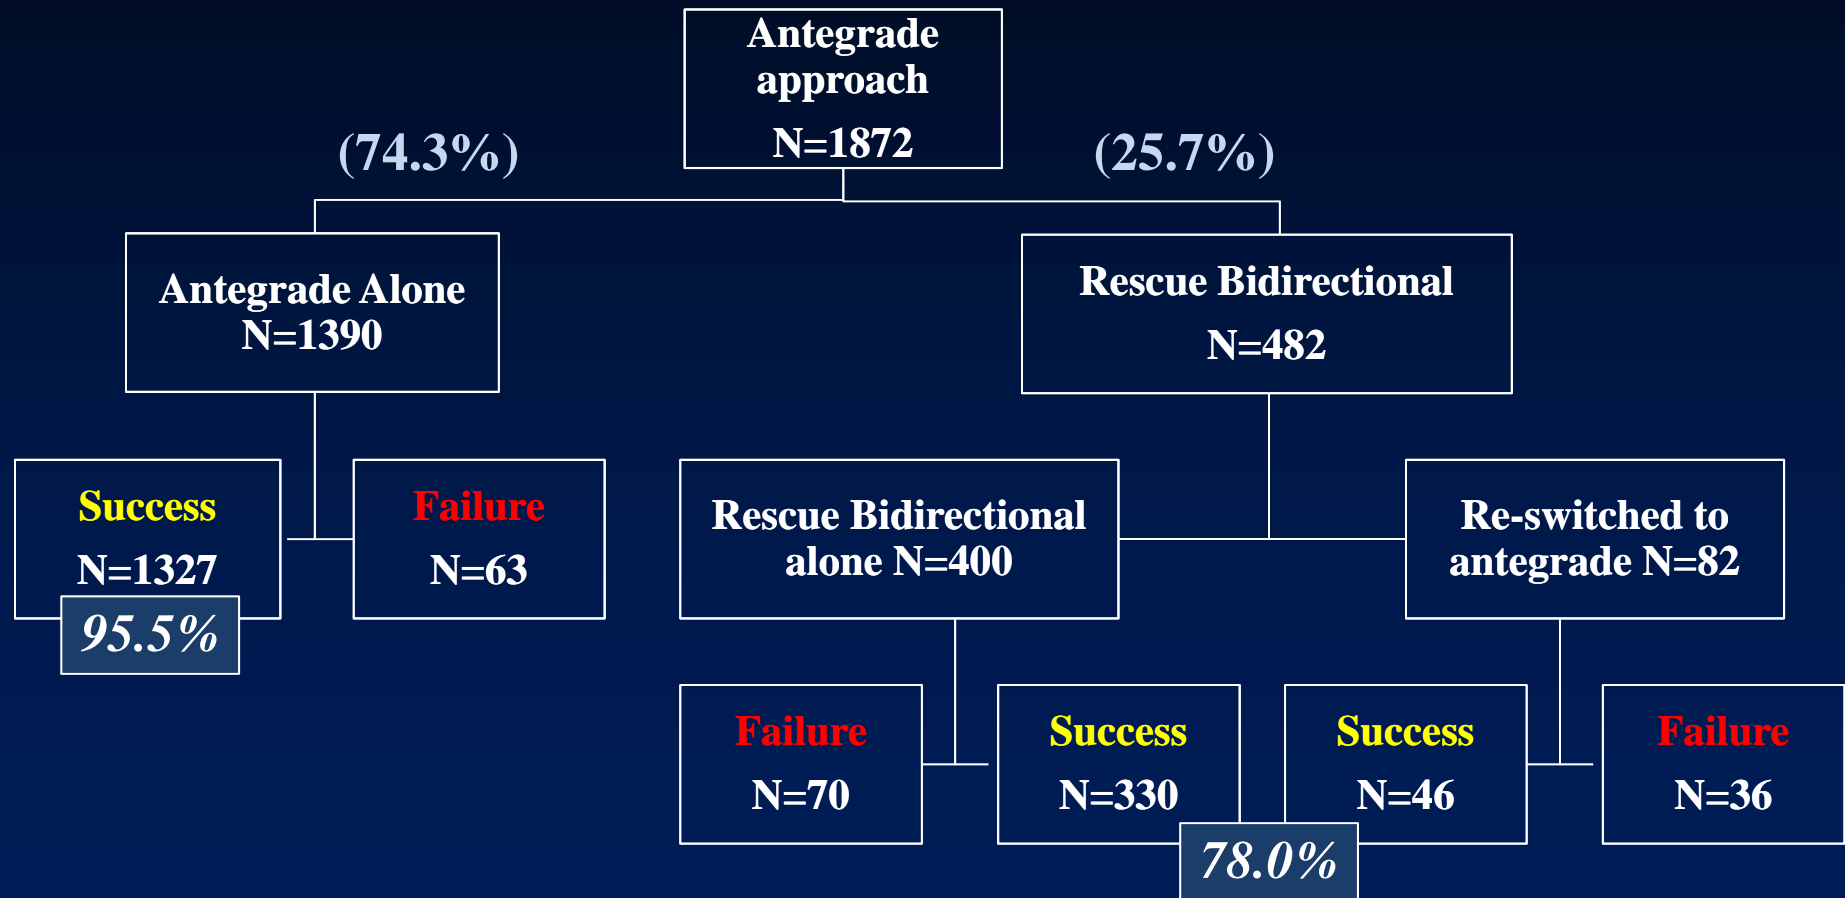 Antegrade
approach
N=1872
(74.3%)
(25.7%)
Antegrade Alone
N=1390
Rescue Bidirectional
N=482
Success
N=1327
95.5%
Failure
N=63
Rescue Bidirectional
alone N=400
Re-switched to
antegrade N=82
Failure
N=70
Success
N=330
Success
N=46
78.0%
Failure
N=36